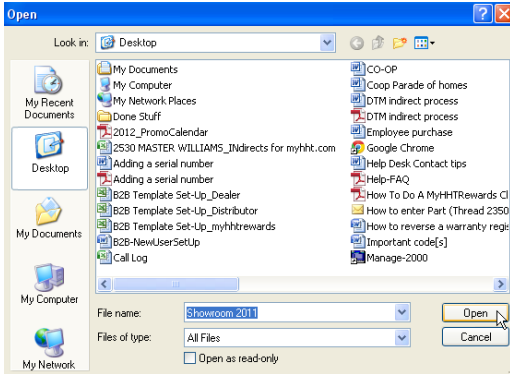 Open
Look in: Desktop
My Recent
Documents
Desktop
My Documents
My Computer
My Network
My Documents
My Computer
My Network Places
Done Stuff
2012_PromoCalendar
2530 MASTER WILLIAMS_INdirects for myhht.com
Adding a serial number
Adding a serial number
B2B Template Set-Up_Dealer
B2B Template Set-Up_Distributor
B2B Template Set-Up_myhhtrewards
B2B-NewUserSetUp
Call Log
CO-OP
Coop Parade of homes
DTM indirect process
DTM indirect process
Employee purchase
Google Chrome
Help Desk Contact tips
Help-FAQ
How To Do A MyHHTRewards Cl
How to enter Part (Thread 2350
How to reverse a warranty regis
Important code[s]
Manage-2000
File name: Showroom 2011
Open
Files of type: All Files
Cancel
Open as read-only